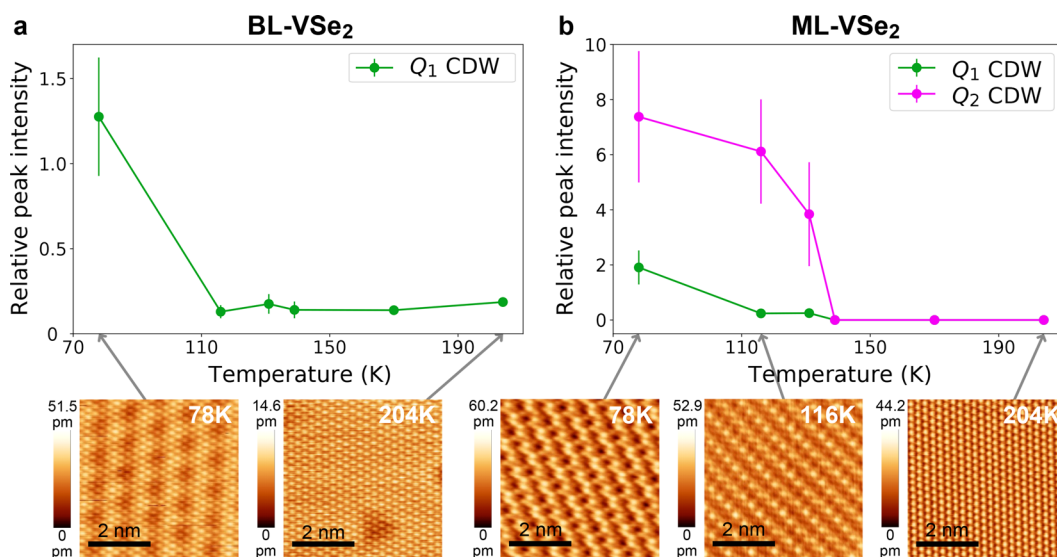 a
BL-VSe₂
Relative peak intensity
1.5
1.0
0.5
0
Q₁ CDW
70
110
150
190
Temperature (K)
51.5
pm
0
pm
78K
2 nm
14.6
pm
0
pm
204K
2 nm
b
ML-VSe₂
Relative peak intensity
10
8
6
4
2
0
Q₁ CDW
Q₂ CDW
70
110
150
190
Temperature (K)
60.2
pm
0
pm
78K
2 nm
52.9
pm
0
pm
116K
2 nm
44.2
pm
0
pm
204K
2 nm